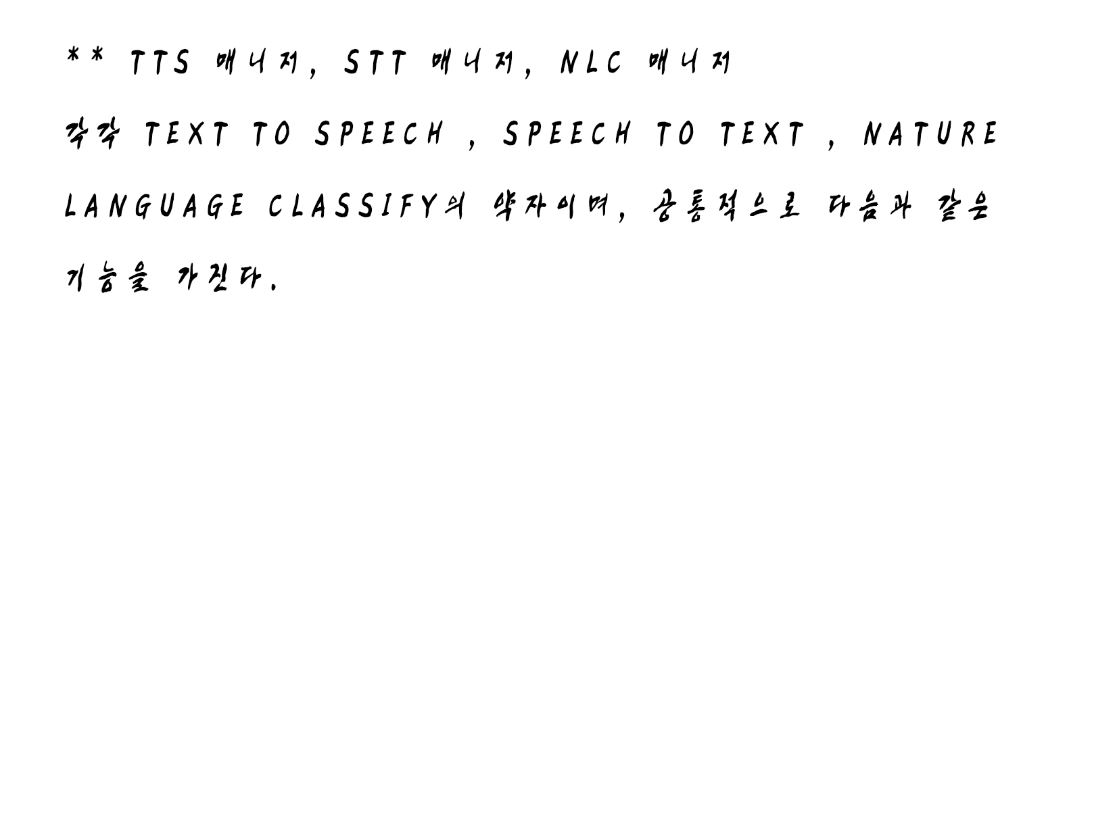 ** TTS 매니저, STT 매니저, NLC 매니저
각각 TEXT TO SPEECH , SPEECH TO TEXT , NATURE
LANGUAGE CLASSIFY의 약자이며, 공통적으로 다음과 같은
기능을 가진다.